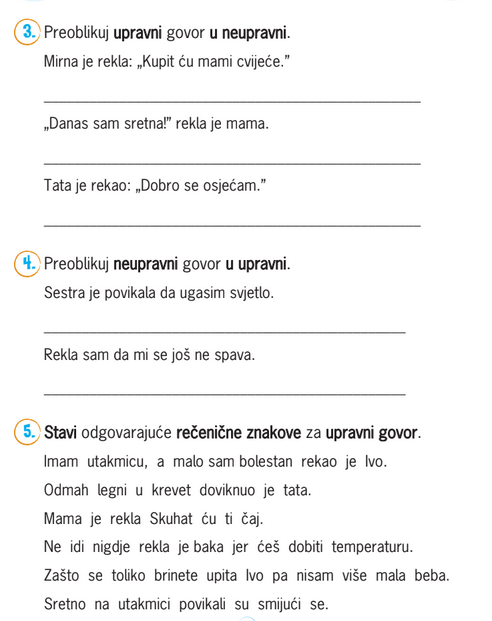 3. Preoblikuj upravni govor u neupravni.
Mirna je rekla: „Kupit ću mami cvijeće.”
„Danas sam sretna!” rekla je mama.
Tata je rekao: „Dobro se osjećam.”
4. Preoblikuj neupravni govor u upravni.
Sestra je povikala da ugasim svjetlo.
Rekla sam da mi se još ne spava.
5. Stavi odgovarajuće rečenične znakove za upravni govor.
Imam utakmicu, a malo sam bolestan rekao je Ivo.
Odmah legni u krevet doviknuo je tata.
Mama je rekla Skuhat ću ti čaj.
Ne idi nigdje rekla je baka jer ćeš dobiti temperaturu.
Zašto se toliko brinete upita Ivo pa nisam više mala beba.
Sretno na utakmici povikali su smijući se.